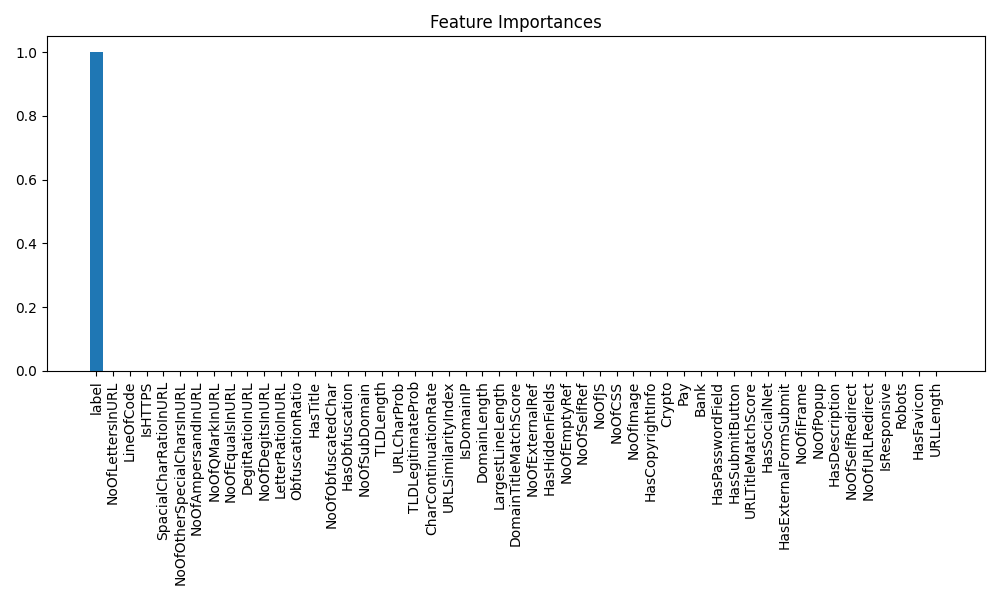 Feature Importances
1.0
0.8
0.6
0.4
0.2
0.0
label
NoOfLettersInURL
LineOfCode
IsHTTPS
SpacialCharRatioInURL
NoOfOtherSpecialCharsInURL
NoOfAmpersandInURL
NoOfQMarkInURL
NoOfEqualsInURL
DegitRatioInURL
NoOfDegitsInURL
LetterRatioInURL
ObfuscationRatio
HasTitle
NoOfObfuscatedChar
HasObfuscation
NoOfSubDomain
TLDLength
URLCharProb
TLDLegitimateProb
CharContinuationRate
URLSimilarityIndex
IsDomainIP
DomainLength
LargestLineLength
DomainTitleMatchScore
NoOfExternalRef
HasHiddenFields
NoOfEmptyRef
NoOfSelfRef
NoOfJS
NoOfCSS
NoOfImage
HasCopyrightInfo
Crypto
Pay
Bank
HasPasswordField
HasSubmitButton
URLTitleMatchScore
HasSocialNet
HasExternalFormSubmit
NoOfiFrame
NoOfPopup
HasDescription
NoOfSelfRedirect
NoOfURLRedirect
IsResponsive
Robots
HasFavicon
URLLength